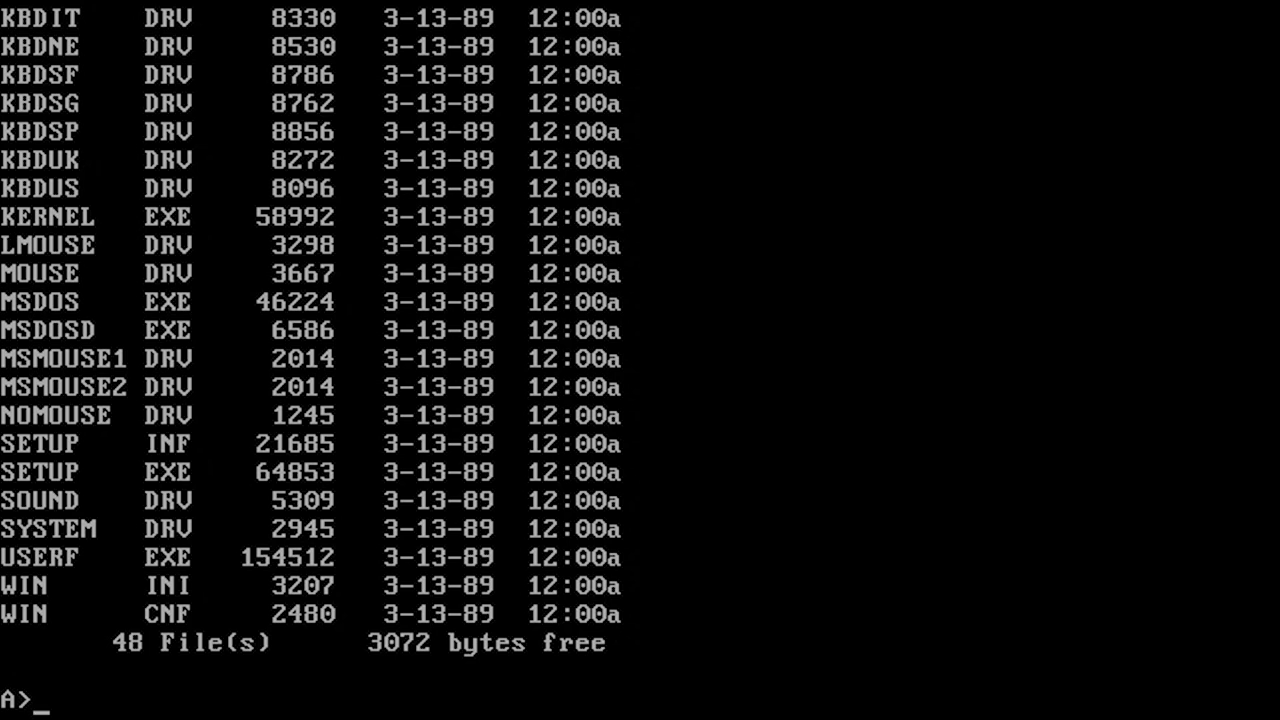 KBDIT    DRV      8330   3-13-89  12:00a
KBDNE    DRV      8530   3-13-89  12:00a
KBDSF    DRV      8786   3-13-89  12:00a
KBDSG    DRV      8762   3-13-89  12:00a
KBDSP    DRV      8856   3-13-89  12:00a
KBDUK    DRV      8272   3-13-89  12:00a
KBDUS    DRV      8096   3-13-89  12:00a
KERNEL   EXE     58992   3-13-89  12:00a
LMOUSE   DRV      3298   3-13-89  12:00a
MOUSE    DRV      3667   3-13-89  12:00a
MSDOS    EXE     46224   3-13-89  12:00a
MSDOSD   EXE      6586   3-13-89  12:00a
MSMOUSE1 DRV      2014   3-13-89  12:00a
MSMOUSE2 DRV      2014   3-13-89  12:00a
NOMOUSE  DRV      1245   3-13-89  12:00a
SETUP    INF     21685   3-13-89  12:00a
SETUP    EXE     64853   3-13-89  12:00a
SOUND    DRV      5309   3-13-89  12:00a
SYSTEM   DRV      2945   3-13-89  12:00a
USERF    EXE    154512   3-13-89  12:00a
WIN      INI      3207   3-13-89  12:00a
WIN      CNF      2480   3-13-89  12:00a
       48 File(s)      3072 bytes free
A>_